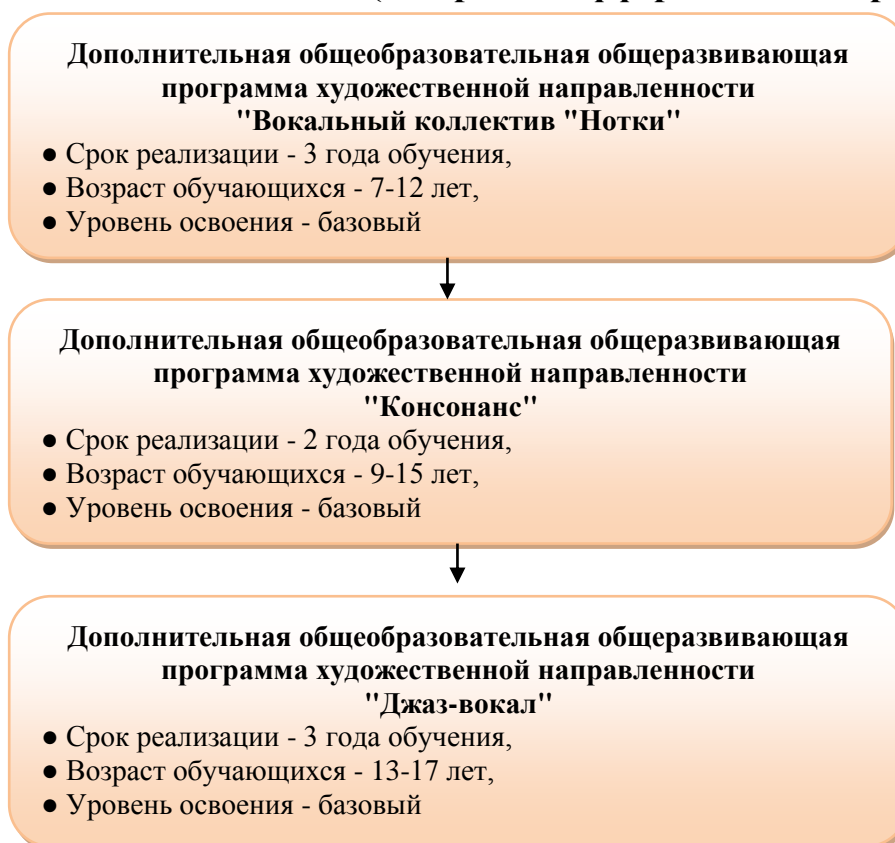 Дополнительная общеобразовательная общеразвивающая
программа художественной направленности
"Вокальный коллектив "Нотки"
● Срок реализации - 3 года обучения,
● Возраст обучающихся - 7-12 лет,
● Уровень освоения - базовый
Дополнительная общеобразовательная общеразвивающая
программа художественной направленности
"Консонанс"
● Срок реализации - 2 года обучения,
● Возраст обучающихся - 9-15 лет,
● Уровень освоения - базовый
Дополнительная общеобразовательная общеразвивающая
программа художественной направленности
"Джаз-вокал"
● Срок реализации - 3 года обучения,
● Возраст обучающихся - 13-17 лет,
● Уровень освоения - базовый